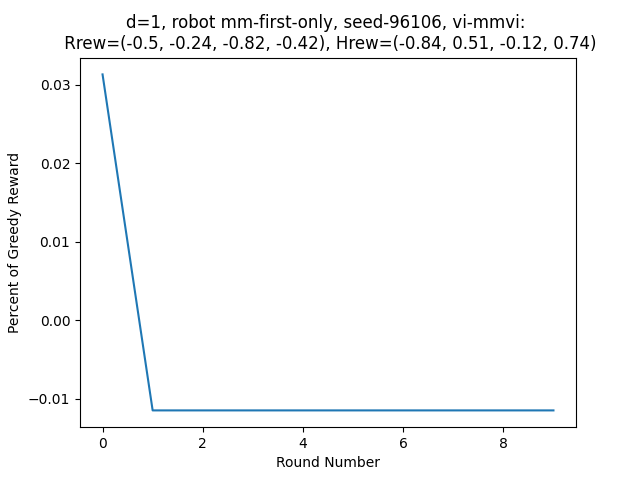 d=1, robot mm-first-only, seed-96106, vi-mmvi:
Rrew=(-0.5, -0.24, -0.82, -0.42), Hrew=(-0.84, 0.51, -0.12, 0.74)
Percent of Greedy Reward
0.03
0.02
0.01
0.00
−0.01
0 2 4 6 8
Round Number